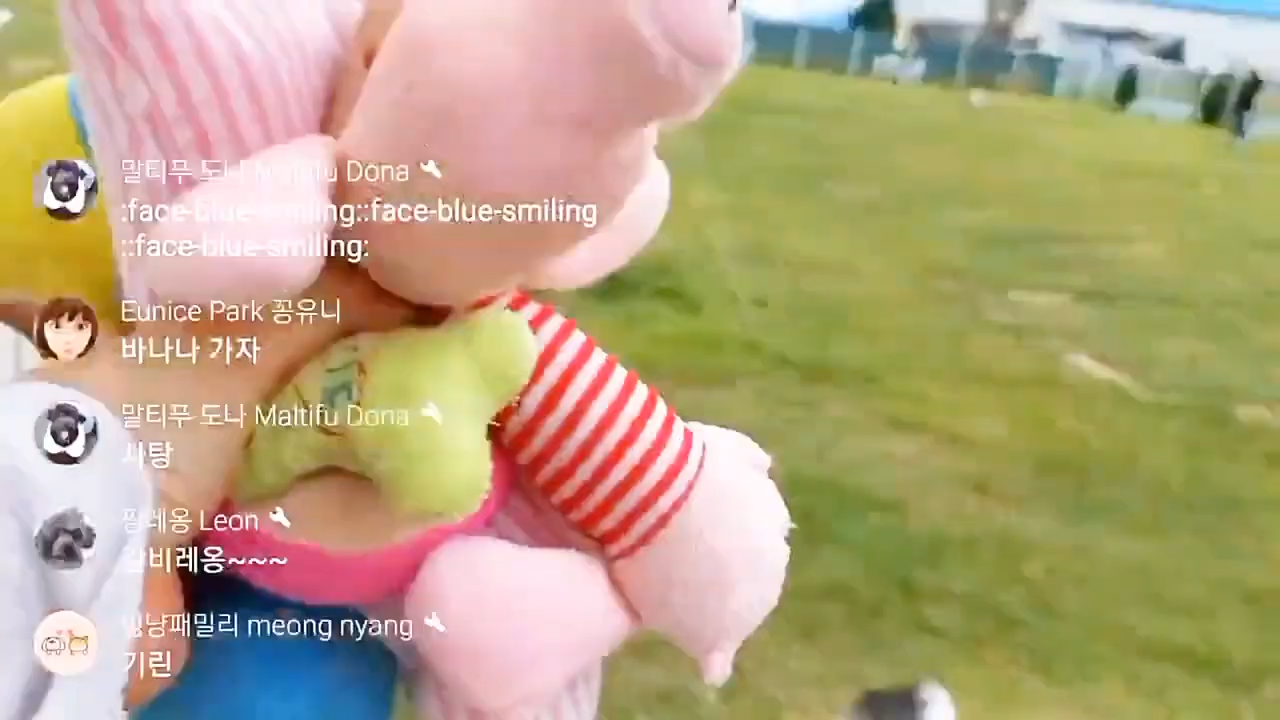 말티푸 도나 Maltifu Dona
:face-blue-smiling::face-blue-smiling
::face-blue-smiling:
Eunice Park 꽁유니
바나나 가자
말티푸 도나 Maltifu Dona
사탕
Leon
갈비레옹~~~
멍냥패밀리 meong nyang
기린